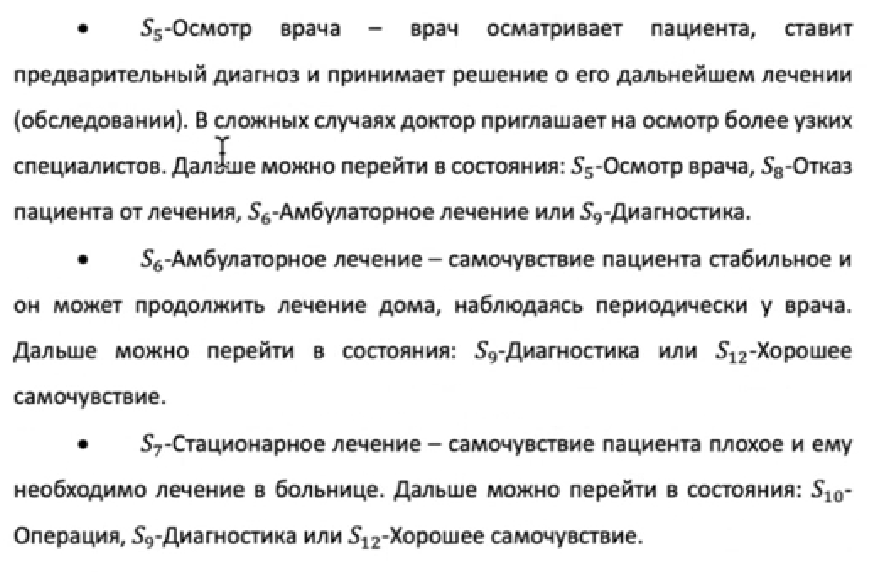 • S₅-Осмотр врача – врач осматривает пациента, ставит
предварительный диагноз и принимает решение о его дальнейшем лечении
(обследовании). В сложных случаях доктор приглашает на осмотр более узких
специалистов. Дальше можно перейти в состояния: S₅-Осмотр врача, S₈-Отказ
пациента от лечения, S₆-Амбулаторное лечение или S₉-Диагностика.
• S₆-Амбулаторное лечение – самочувствие пациента стабильное и
он может продолжить лечение дома, наблюдаясь периодически у врача.
Дальше можно перейти в состояния: S₉-Диагностика или S₁₂-Хорошее
самочувствие.
• S₇-Стационарное лечение – самочувствие пациента плохое и ему
необходимо лечение в больнице. Дальше можно перейти в состояния: S₁₀-
Операция, S₉-Диагностика или S₁₂-Хорошее самочувствие.